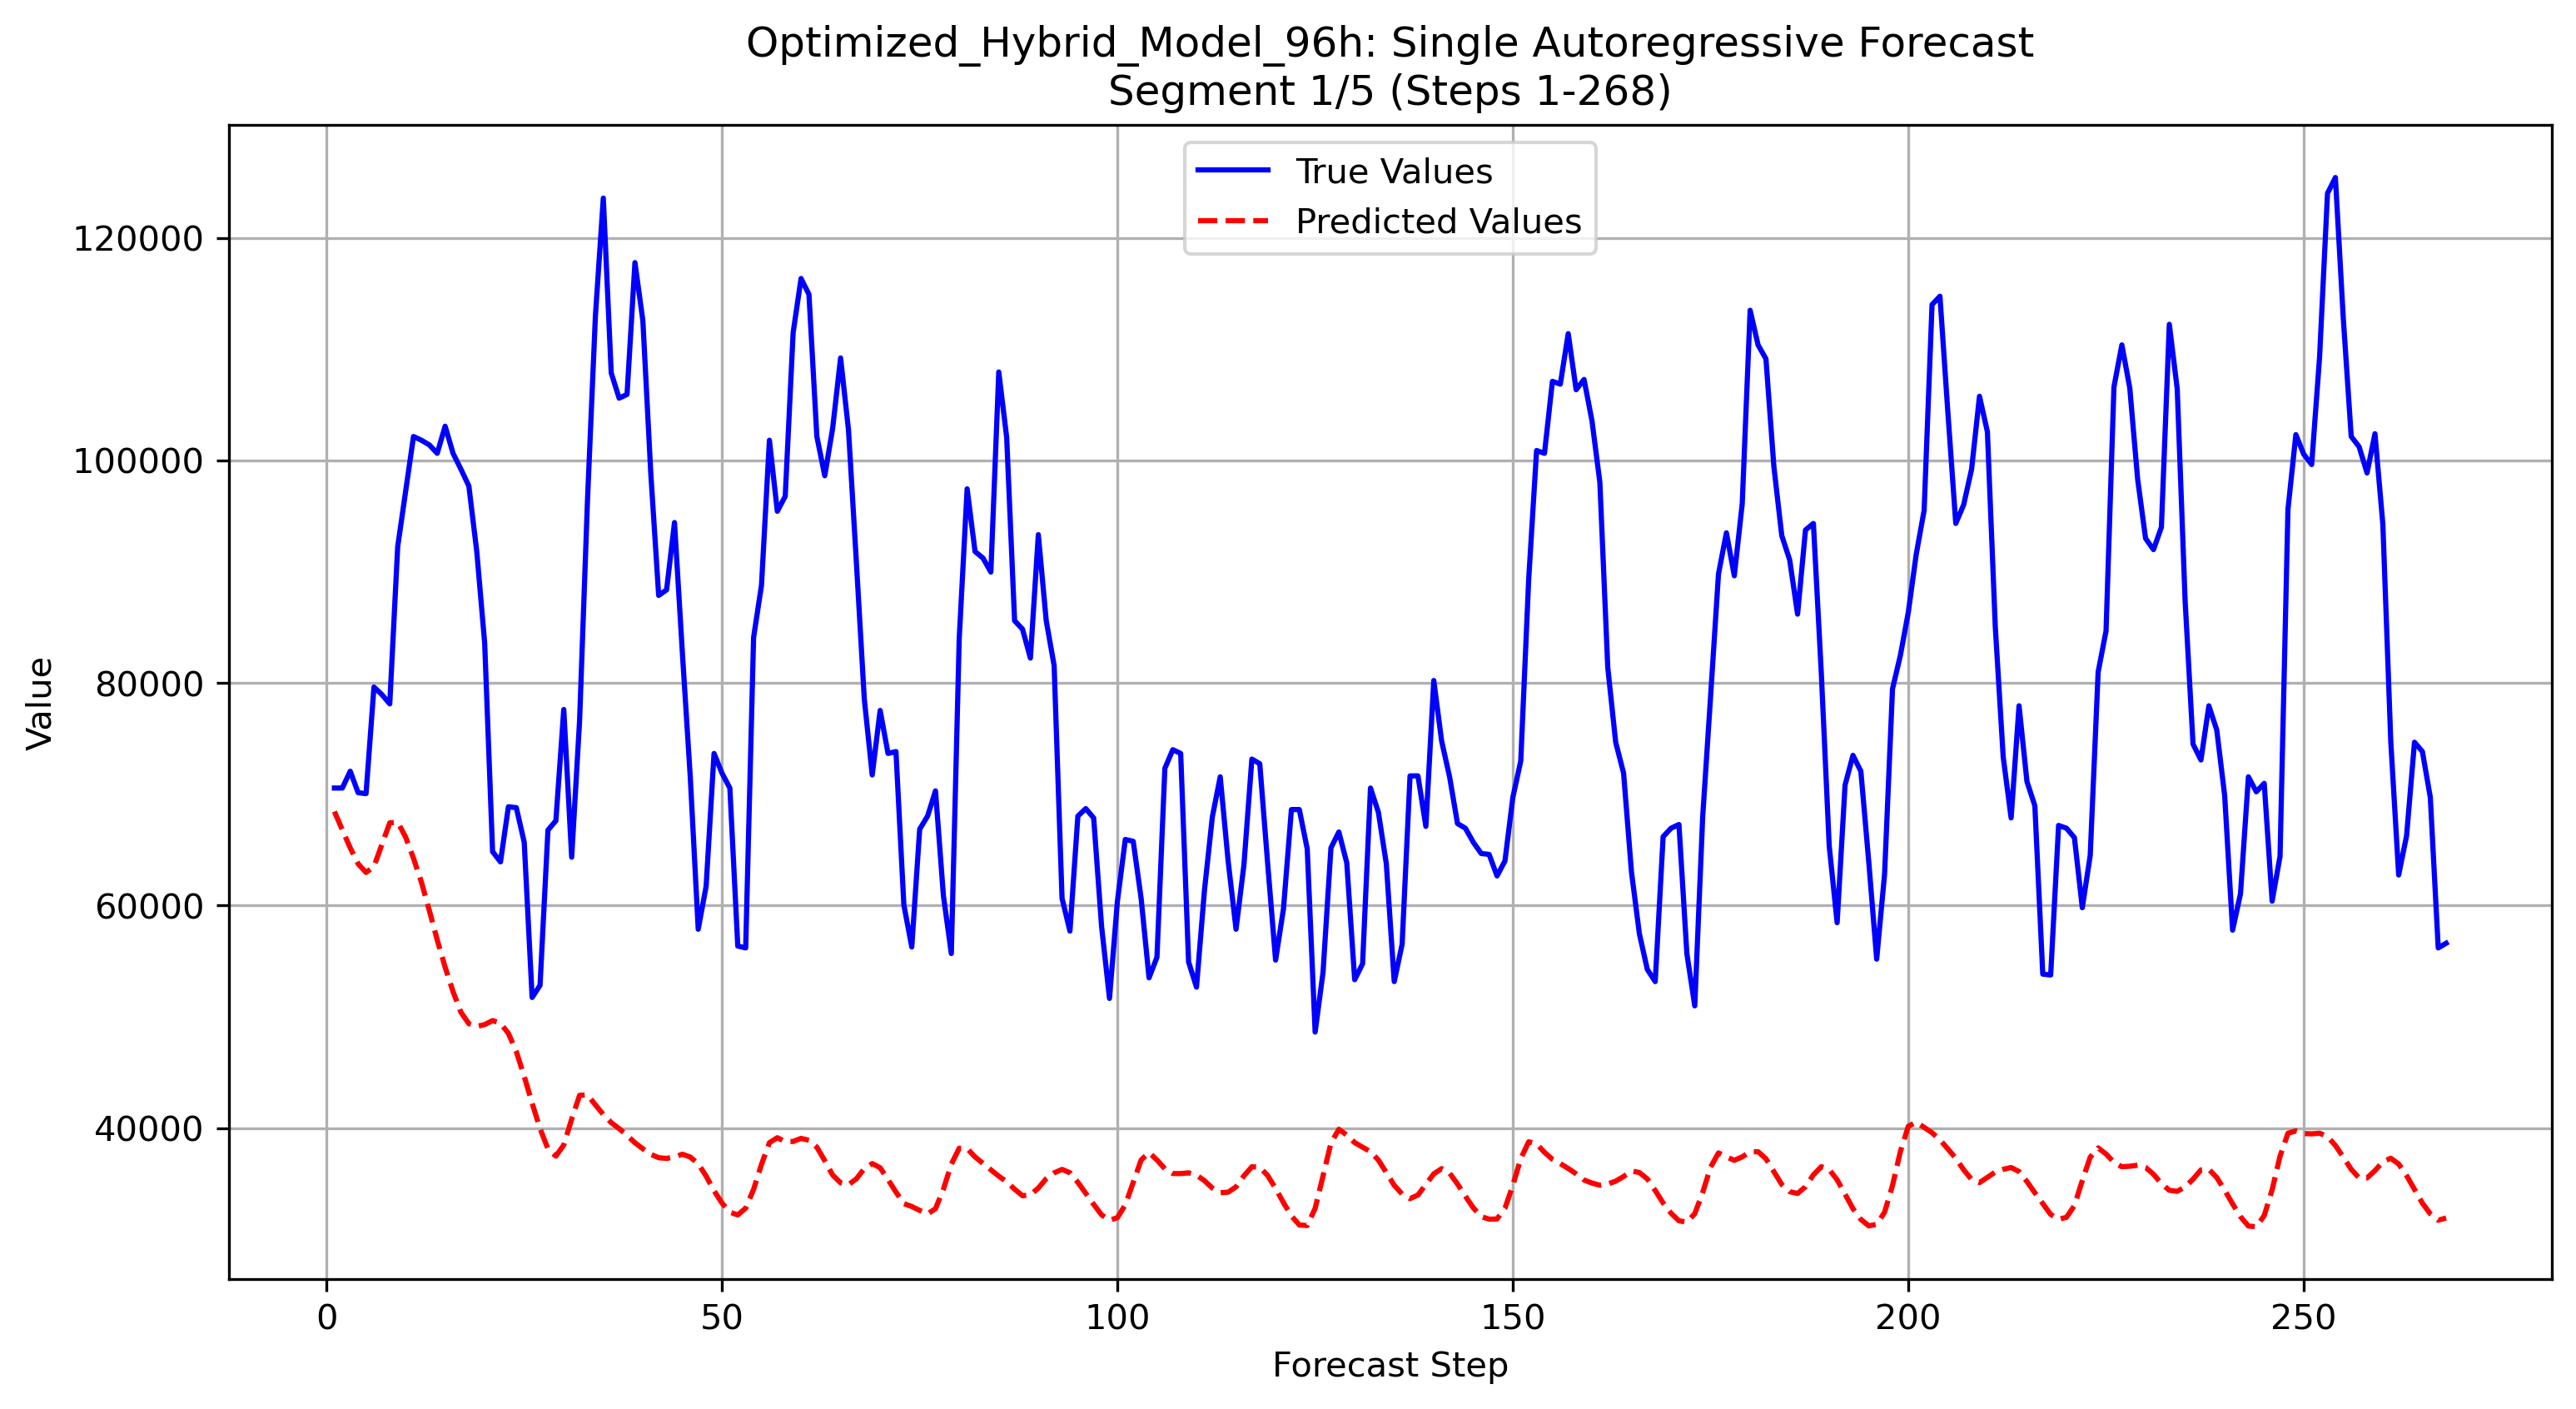 Optimized_Hybrid_Model_96h: Single Autoregressive Forecast
Segment 1/5 (Steps 1-268)
True Values
Predicted Values
120000
100000
80000
60000
40000
Value
0 50 100 150 200 250
Forecast Step